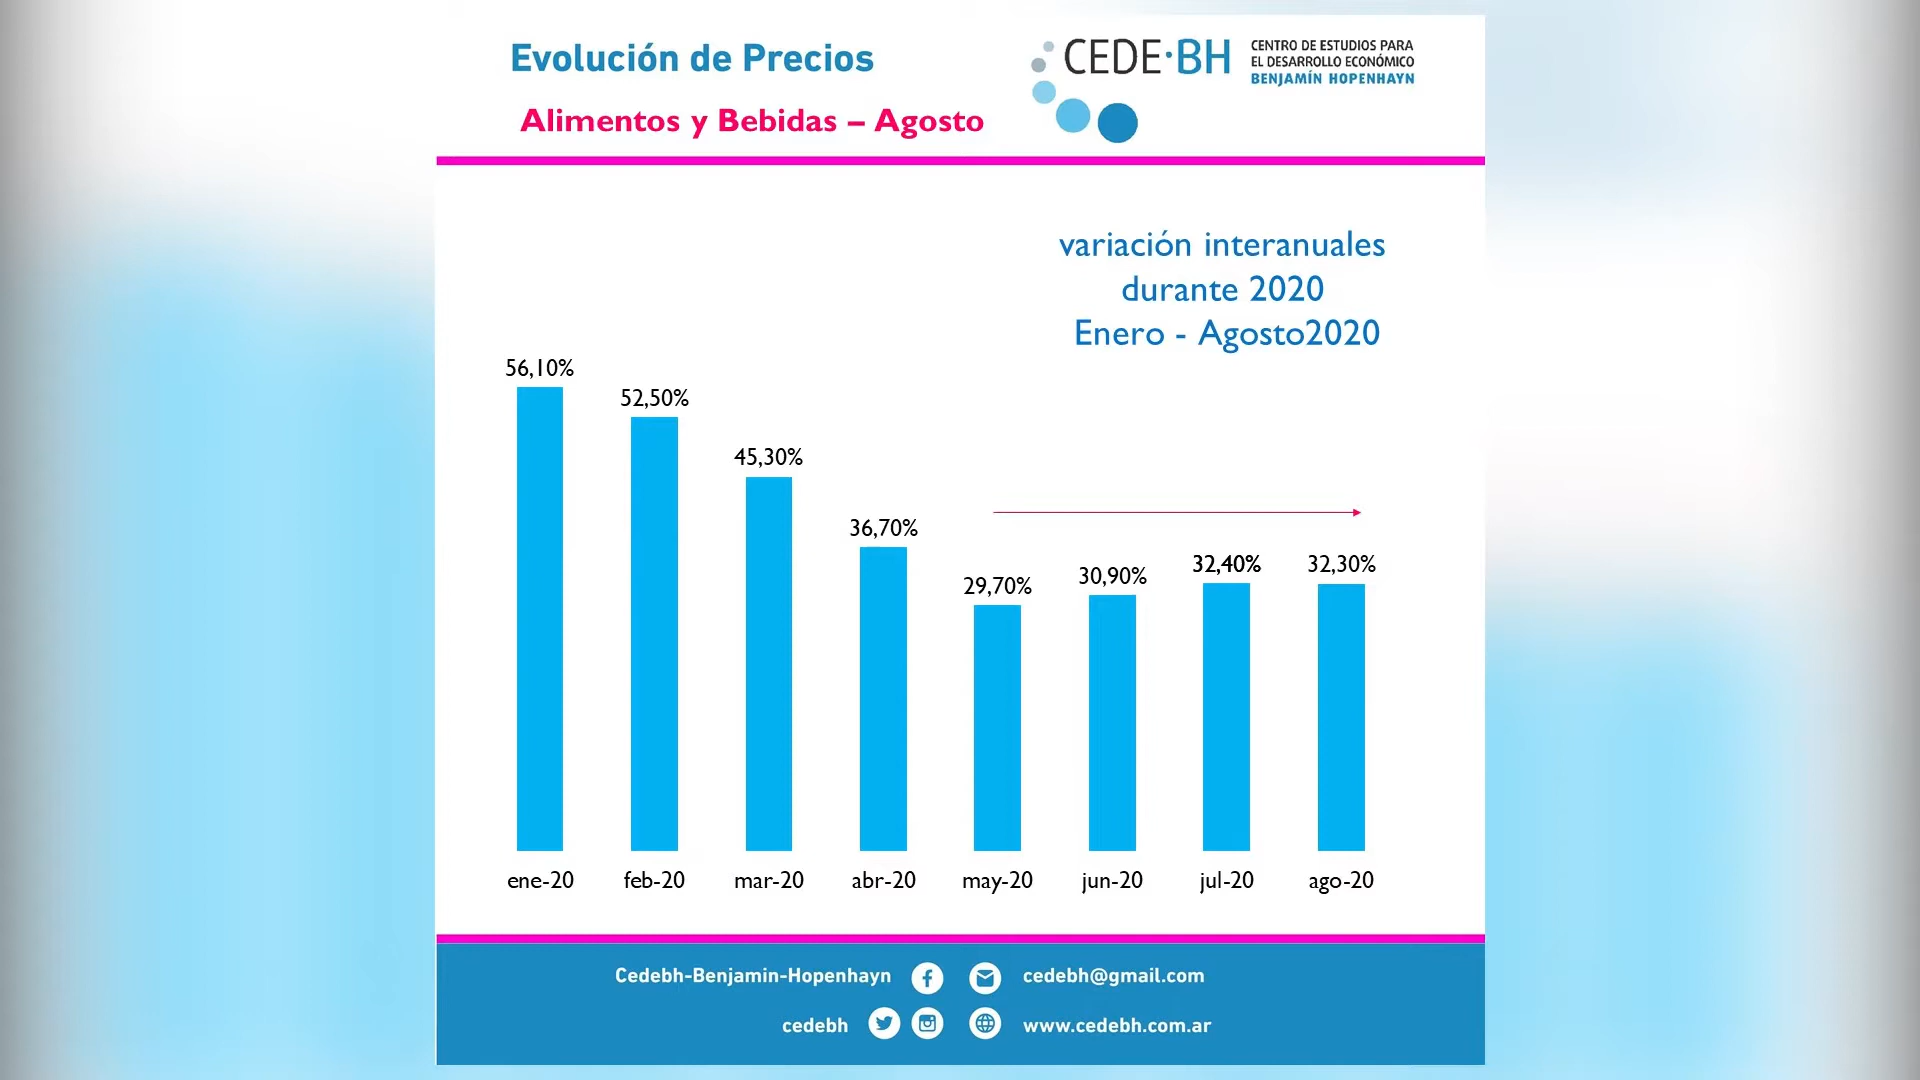 Evolución de Precios
Alimentos y Bebidas – Agosto
CEDE·BH
CENTRO DE ESTUDIOS PARA
EL DESARROLLO ECONÓMICO
BENJAMÍN HOPENHAYN
variación interanuales
durante 2020
Enero - Agosto2020
56,10%
52,50%
45,30%
36,70%
29,70%
30,90%
32,40%
32,30%
ene-20
feb-20
mar-20
abr-20
may-20
jun-20
jul-20
ago-20
Cedebh-Benjamin-Hopenhayn
cedebh@gmail.com
cedebh
www.cedebh.com.ar